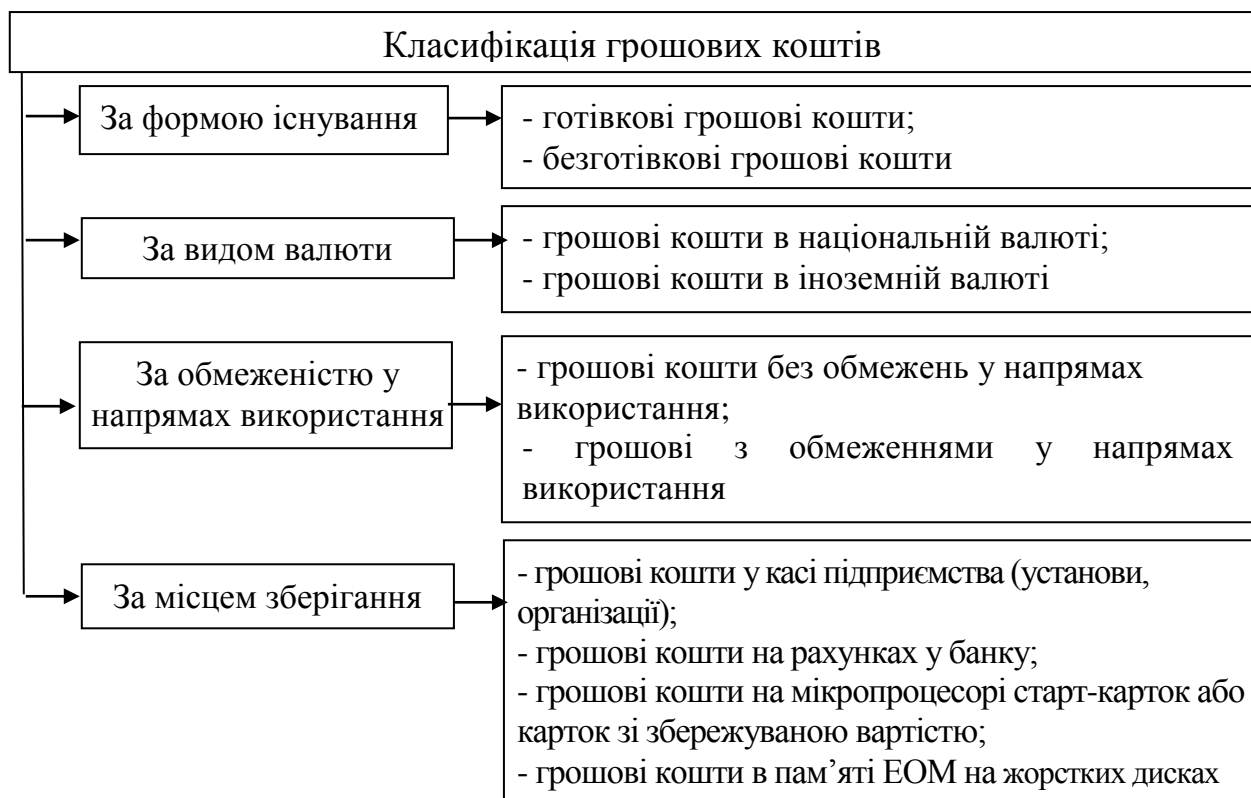 Класифікація грошових коштів
За формою існування
- готівкові грошові кошти;
- безготівкові грошові кошти
За видом валюти
- грошові кошти в національній валюті;
- грошові кошти в іноземній валюті
За обмеженістю у
напрямах використання
- грошові кошти без обмежень у напрямах
використання;
- грошові з обмеженнями у напрямах
використання
За місцем зберігання
- грошові кошти у касі підприємства (установи,
організації);
- грошові кошти на рахунках у банку;
- грошові кошти на мікропроцесорі старт-карток або
карток зі збережуваною вартістю;
- грошові кошти в пам’яті ЕОМ на жорстких дисках